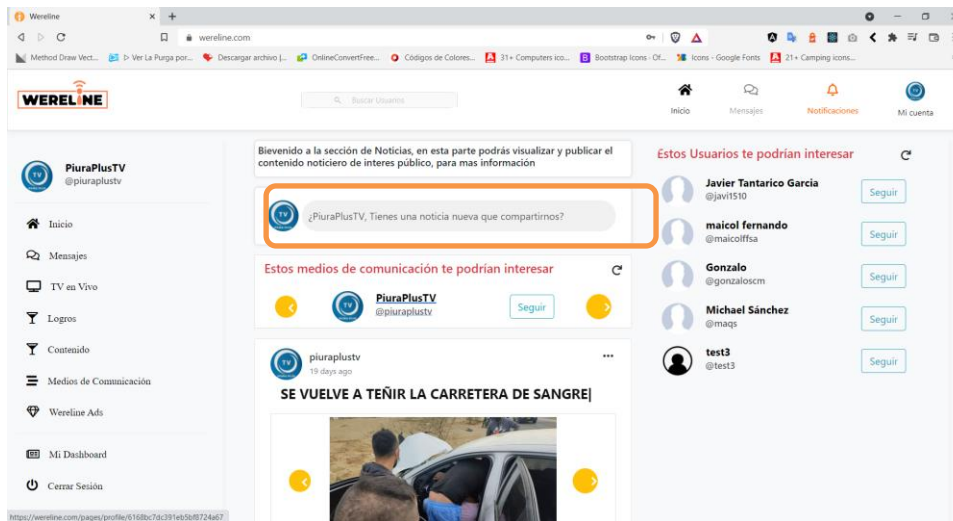 Wereline
wereline.com
Method Draw Vect...
▷ Ver La Purga por...
Descargar archivo |...
OnlineConvertFree...
Códigos de Colores...
31+ Computers ico...
Bootstrap Icons · Of...
Icons - Google Fonts
21+ Camping icons...
WERELINE
Buscar Usuarios
Inicio
Mensajes
Notificaciones
Mi cuenta
PiuraPlusTV
@piuraplustv
Inicio
Mensajes
TV en Vivo
Logros
Contenido
Medios de Comunicación
Wereline Ads
Mi Dashboard
Cerrar Sesión
Bievenido a la sección de Noticias, en esta parte podrás visualizar y publicar el
contenido noticiero de interes público, para mas información
TV
¿PiuraPlusTV, Tienes una noticia nueva que compartirnos?
Estos medios de comunicación te podrían interesar
PiuraPlusTV
@piuraplustv
Seguir
piuraplustv
19 days ago
SE VUELVE A TEÑIR LA CARRETERA DE SANGRE|
Estos Usuarios te podrían interesar
Javier Tantarico Garcia
@javi1510
Seguir
maicol fernando
@maicolffsa
Seguir
Gonzalo
@gonzaloscm
Seguir
Michael Sánchez
@maqs
Seguir
test3
@test3
Seguir
https://wereline.com/pages/profile/6168bc7dc391eb5bf8724a67